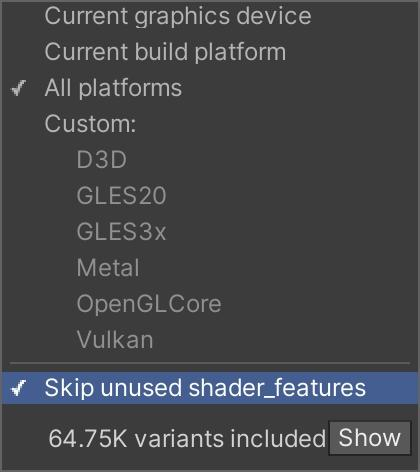 Current graphics device
Current build platform
All platforms
Custom:
D3D
GLES20
GLES3x
Metal
OpenGLCore
Vulkan
Skip unused shader_features
64.75K variants included Show